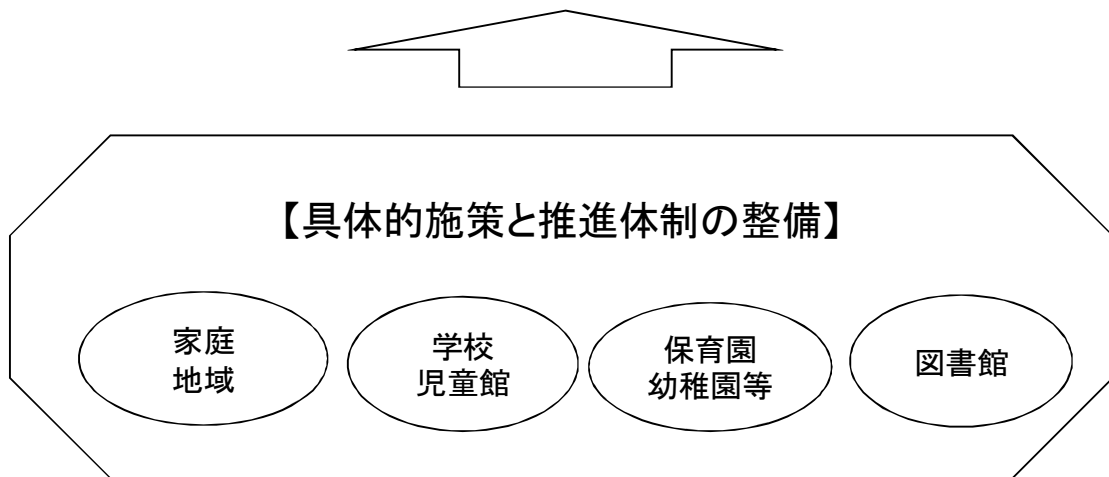 【具体的施策と推進体制の整備】
家庭
地域
学校
児童館
保育園
幼稚園等
図書館